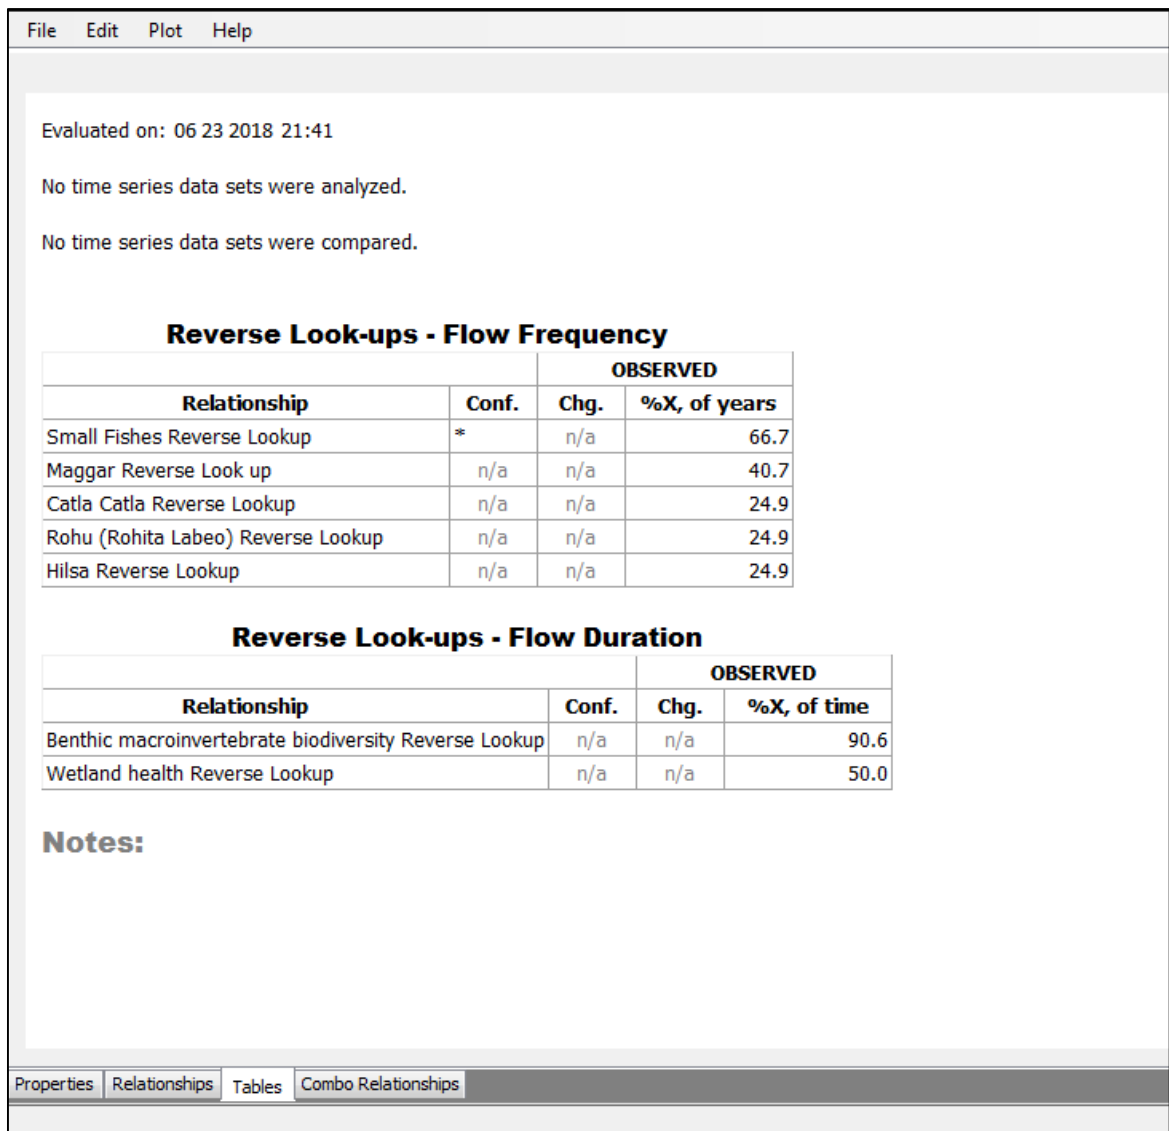 File Edit Plot Help
Evaluated on: 06 23 2018 21:41
No time series data sets were analyzed.
No time series data sets were compared.
Reverse Look-ups - Flow Frequency
OBSERVED
Relationship Conf. Chg. %X, of years
Small Fishes Reverse Lookup * n/a 66.7
Maggar Reverse Look up n/a n/a 40.7
Catla Catla Reverse Lookup n/a n/a 24.9
Rohu (Rohita Labeo) Reverse Lookup n/a n/a 24.9
Hilsa Reverse Lookup n/a n/a 24.9
Reverse Look-ups - Flow Duration
OBSERVED
Relationship Conf. Chg. %X, of time
Benthic macroinvertebrate biodiversity Reverse Lookup n/a n/a 90.6
Wetland health Reverse Lookup n/a n/a 50.0
Notes:
Properties Relationships Tables Combo Relationships